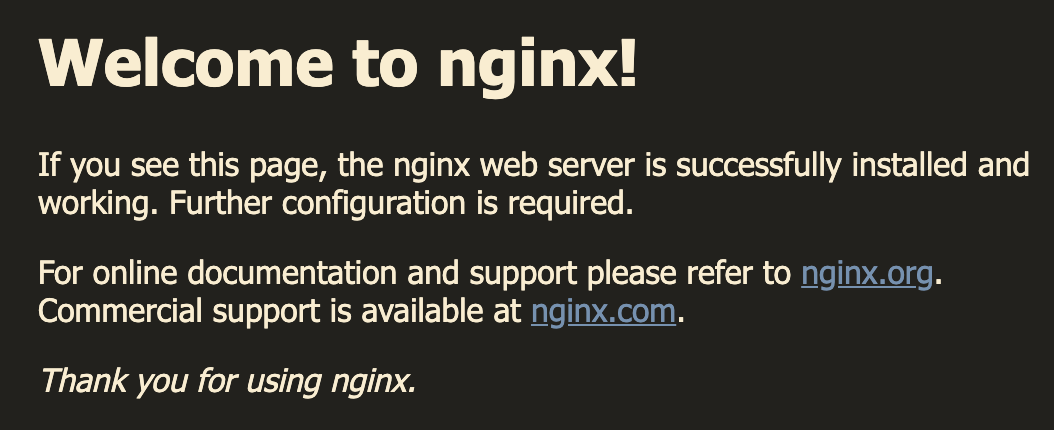 Welcome to nginx!
If you see this page, the nginx web server is successfully installed and
working. Further configuration is required.
For online documentation and support please refer to nginx.org.
Commercial support is available at nginx.com.
Thank you for using nginx.